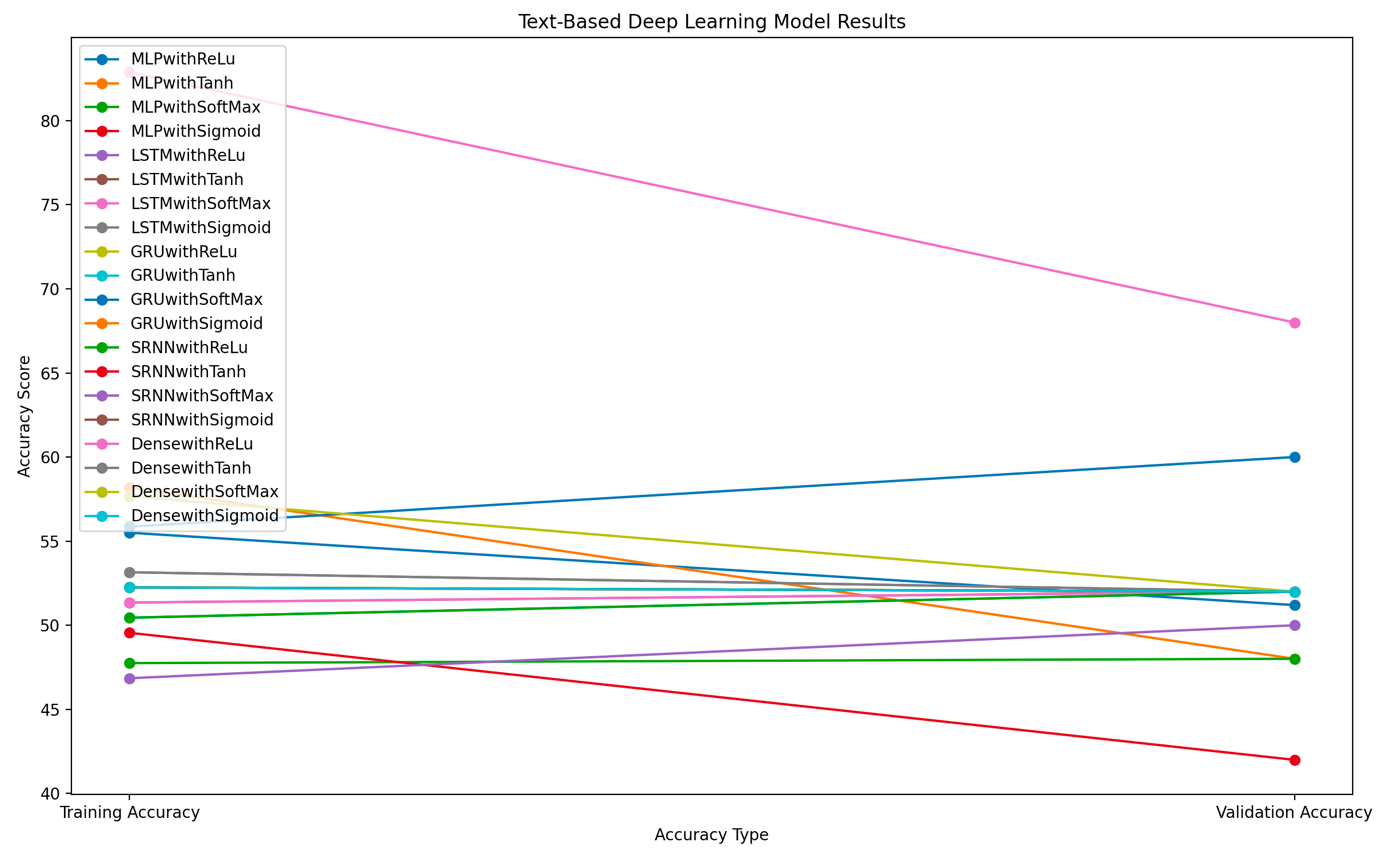 Text-Based Deep Learning Model Results
MLPwithReLu
MLPwithTanh
MLPwithSoftMax
MLPwithSigmoid
LSTMwithReLu
LSTMwithTanh
LSTMwithSoftMax
LSTMwithSigmoid
GRUwithReLu
GRUwithTanh
GRUwithSoftMax
GRUwithSigmoid
SRNNwithReLu
SRNNwithTanh
SRNNwithSoftMax
SRNNwithSigmoid
DensewithReLu
DensewithTanh
DensewithSoftMax
DensewithSigmoid
80
75
70
65
60
55
50
45
40
Accuracy Score
Training Accuracy
Validation Accuracy
Accuracy Type